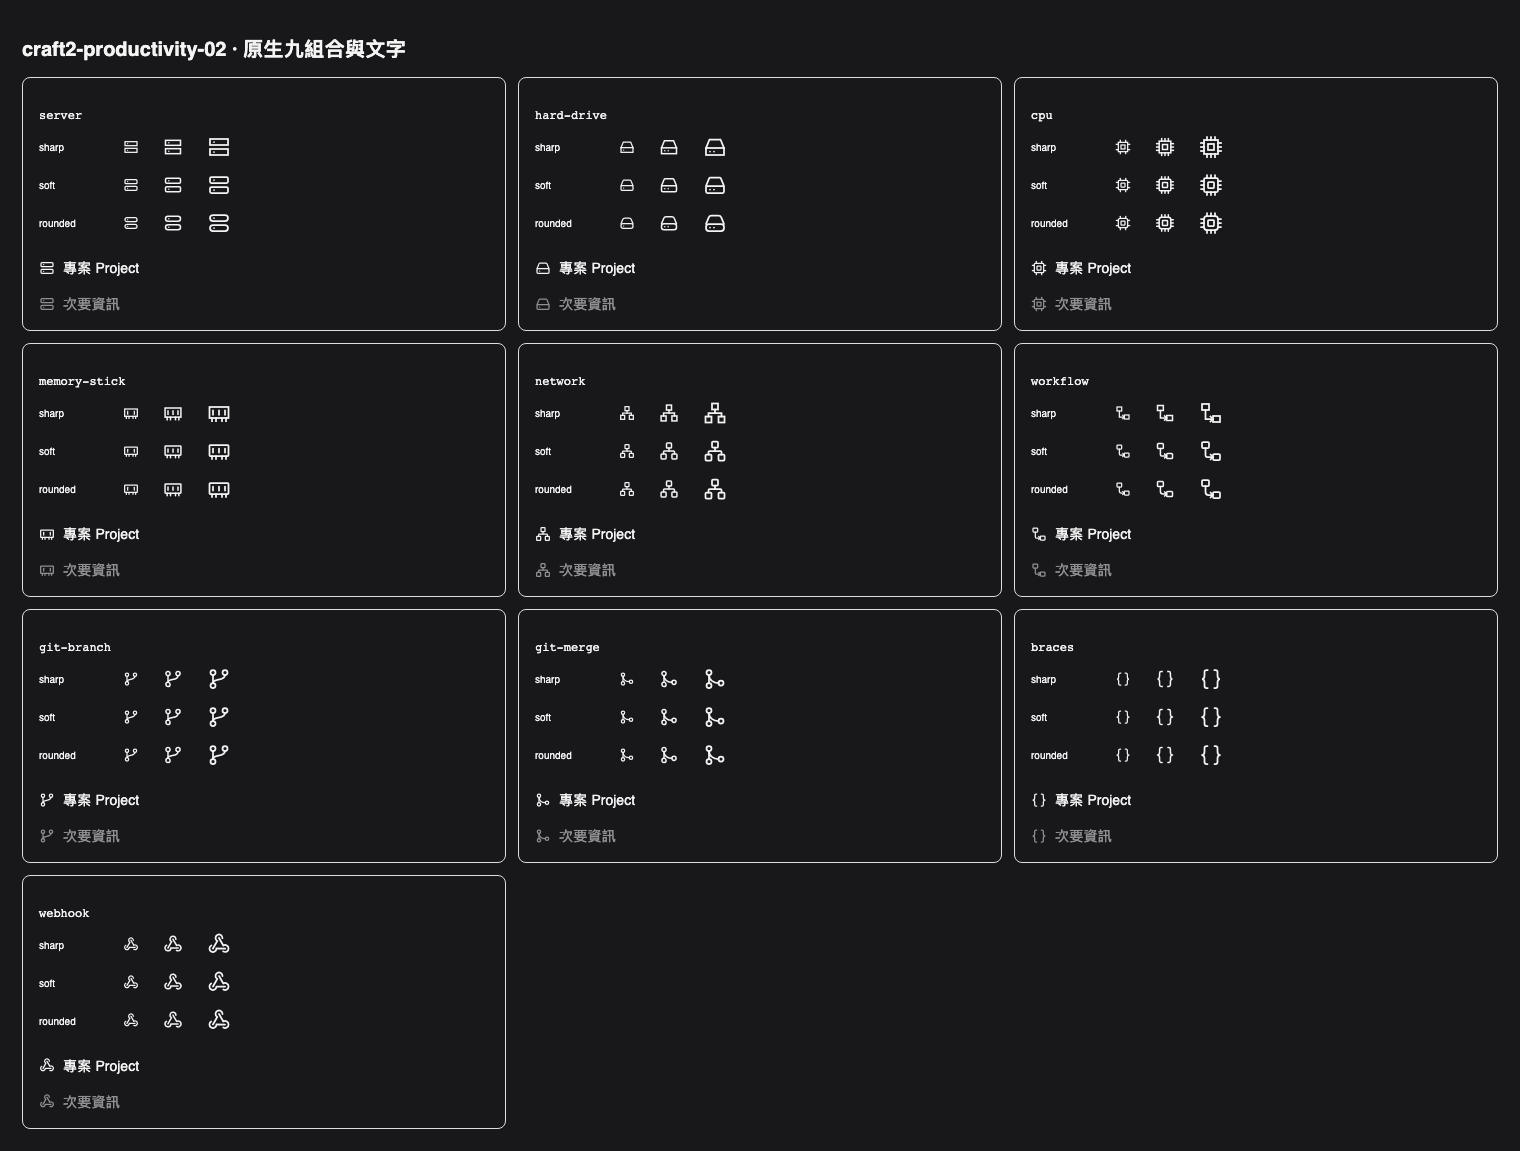 craft2-productivity-02 · 原生九組合與文字
server
sharp
soft
rounded
專案 Project
次要資訊
hard-drive
sharp
soft
rounded
專案 Project
次要資訊
cpu
sharp
soft
rounded
專案 Project
次要資訊
memory-stick
sharp
soft
rounded
專案 Project
次要資訊
network
sharp
soft
rounded
專案 Project
次要資訊
workflow
sharp
soft
rounded
專案 Project
次要資訊
git-branch
sharp
soft
rounded
專案 Project
次要資訊
git-merge
sharp
soft
rounded
專案 Project
次要資訊
braces
sharp
soft
rounded
專案 Project
次要資訊
webhook
sharp
soft
rounded
專案 Project
次要資訊